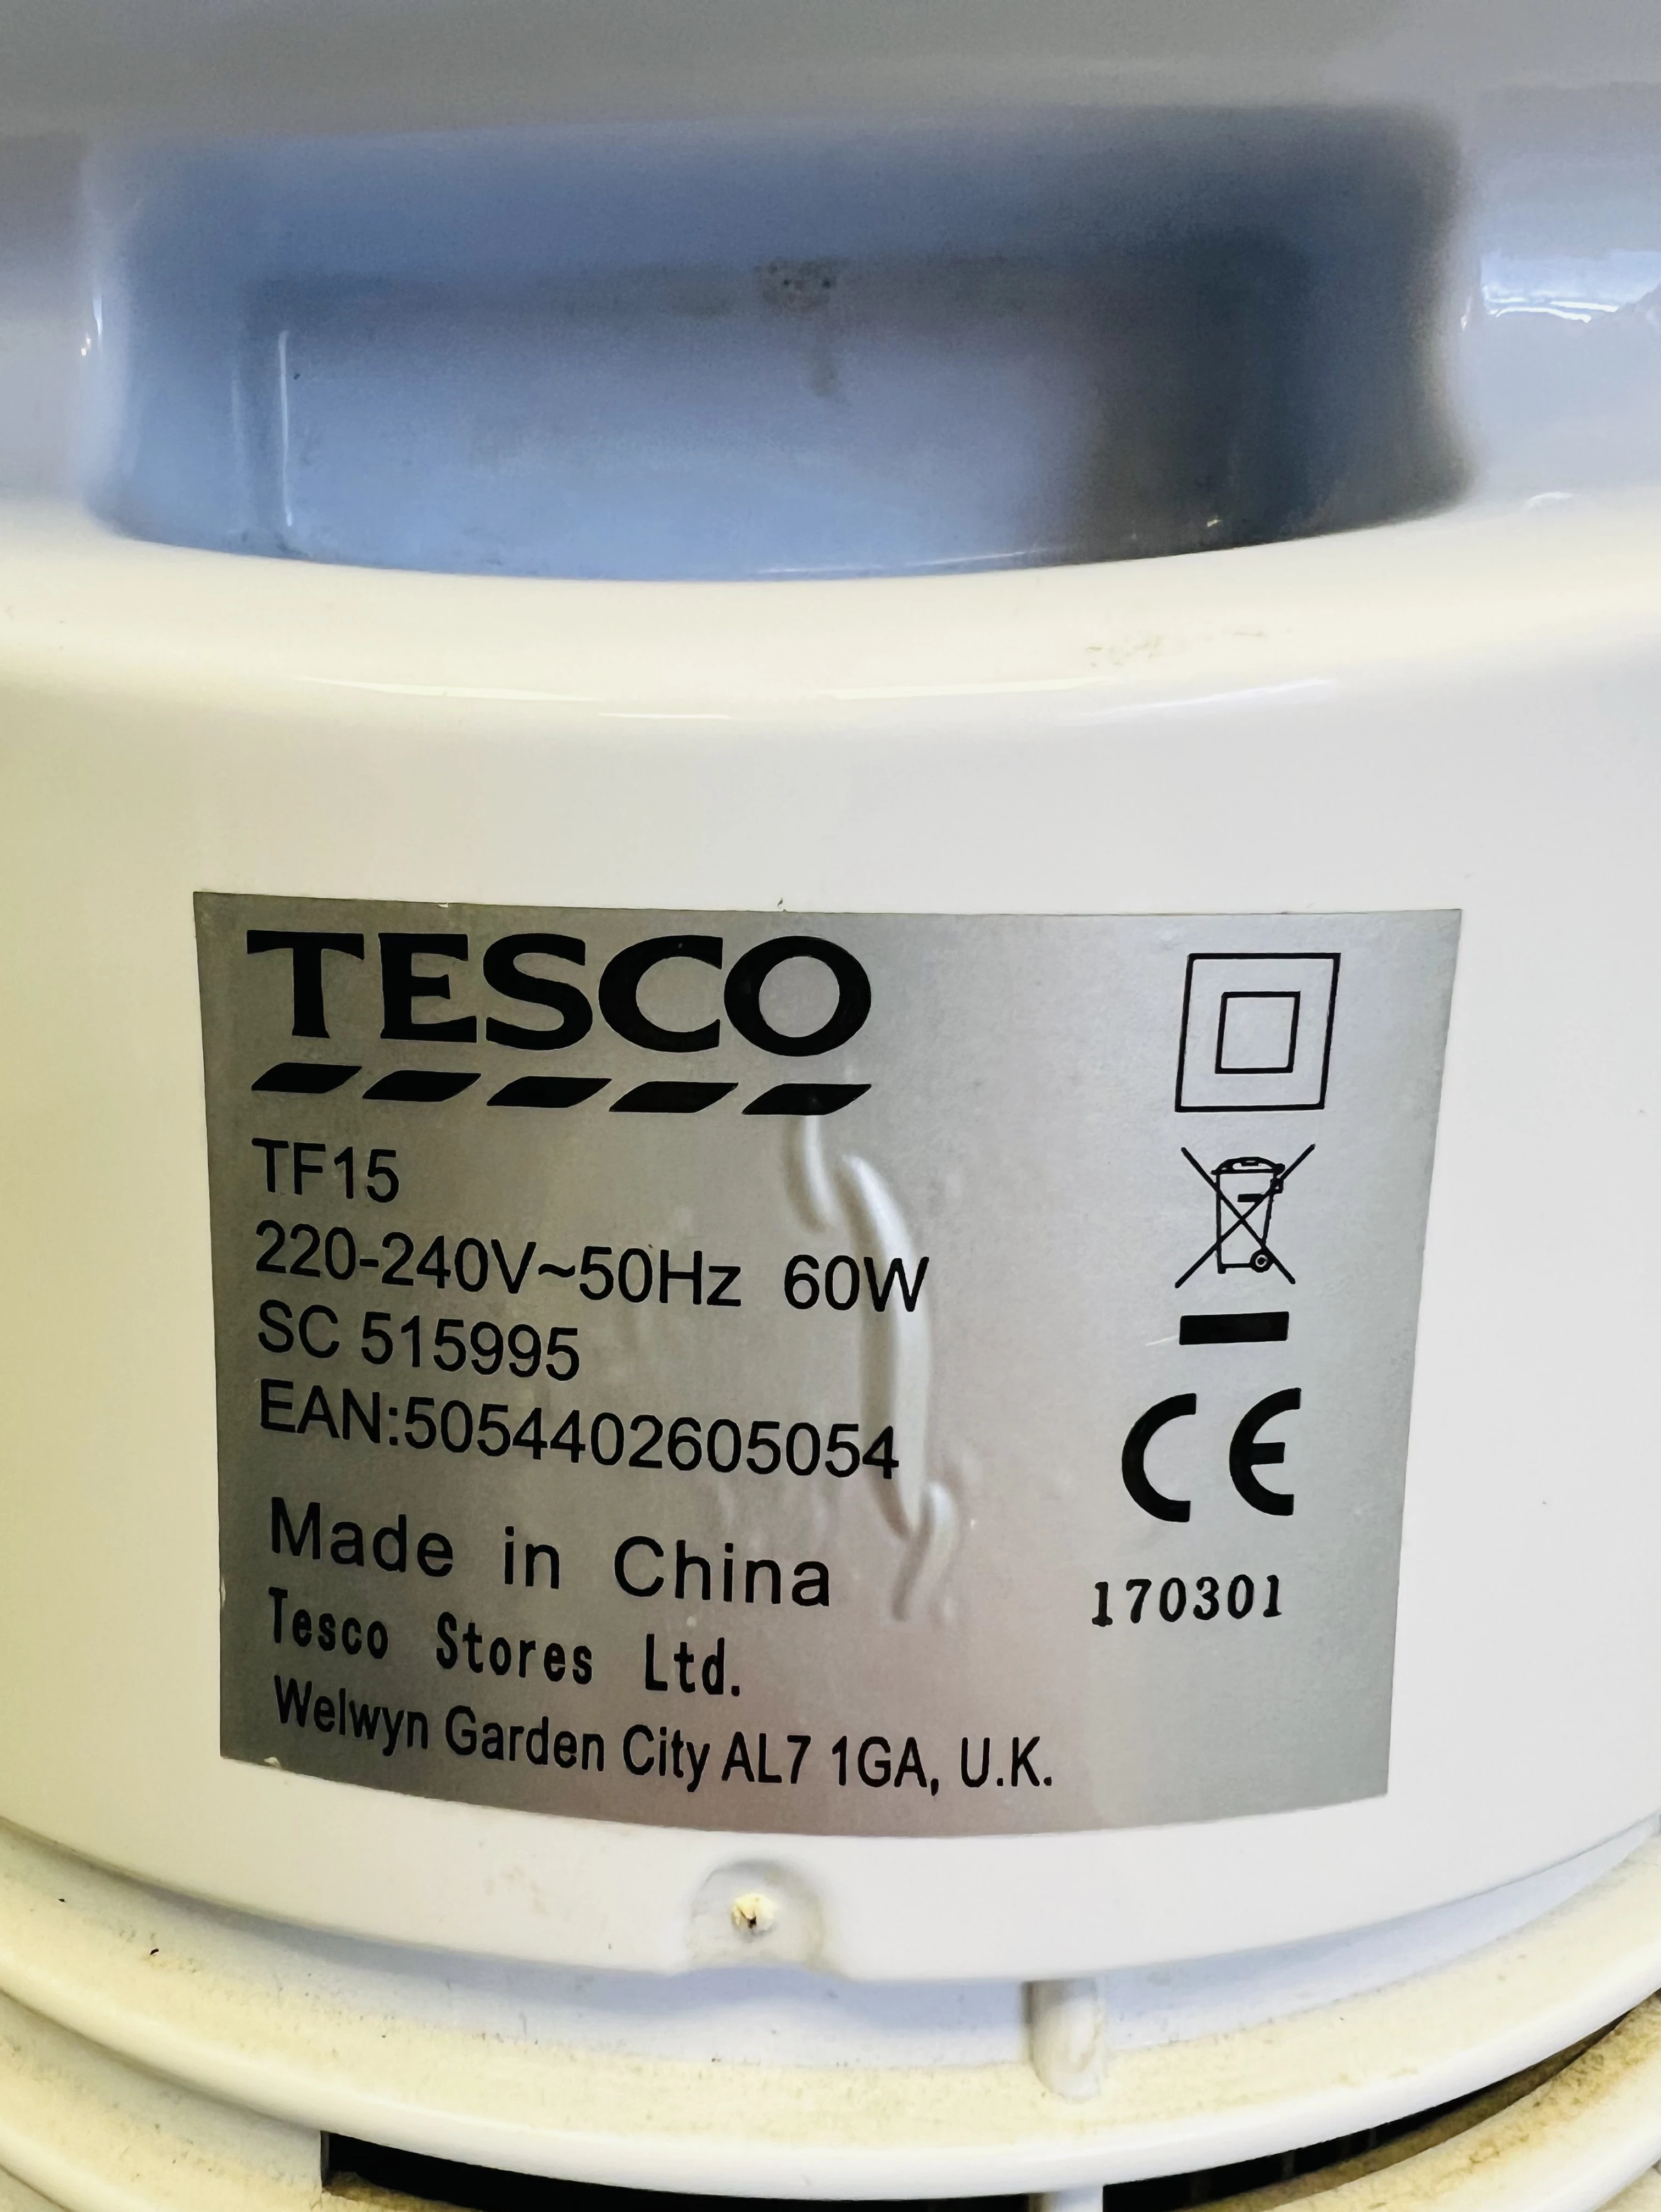 TESCO
TF15
220-240V~50Hz 60W
SC 515995
EAN:5054402605054
Made in China
Tesco Stores Ltd.
Welwyn Garden City AL7 1GA, U.K.
CE
170301